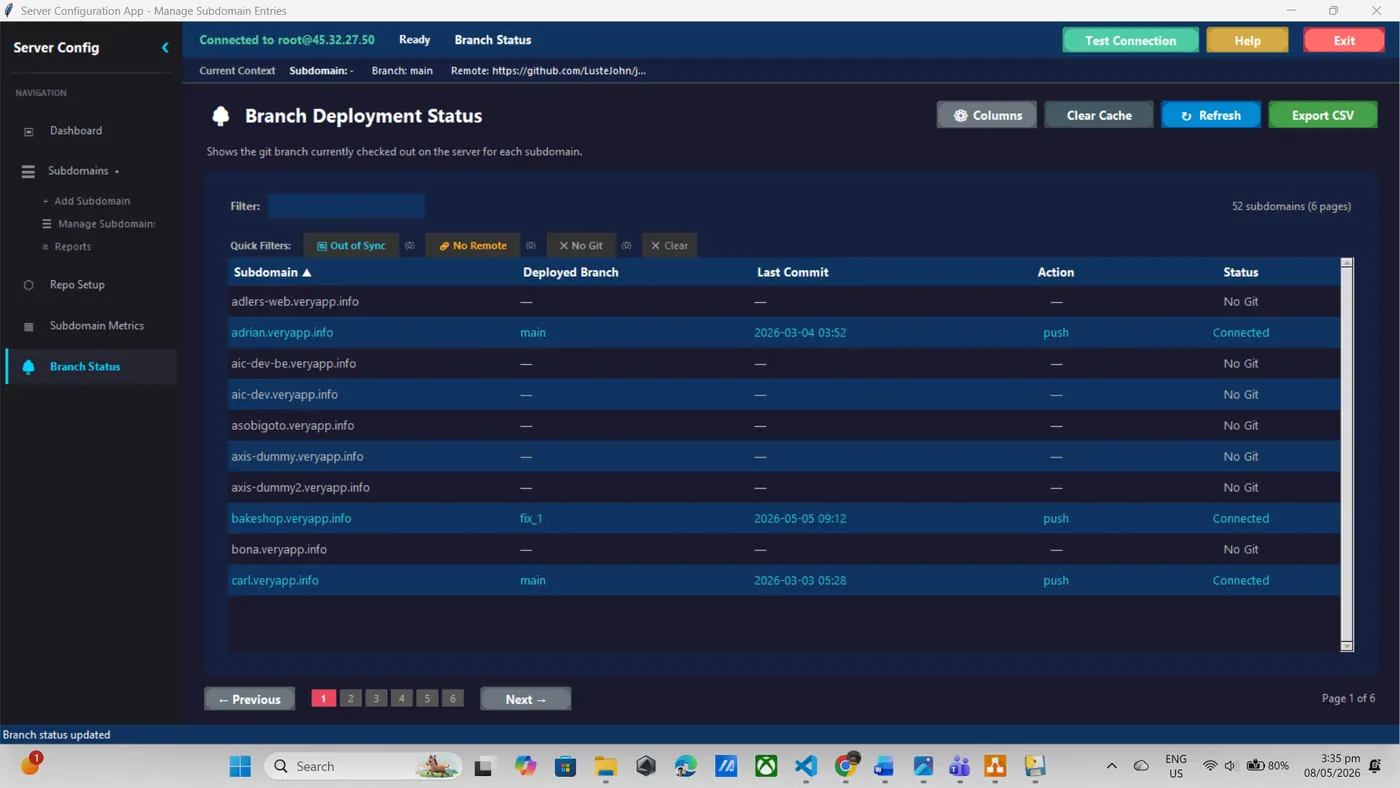 Server Configuration App - Manage Subdomain Entries
Server Config
Connected to root@45.32.27.50 Ready Branch Status Test Connection Help Exit
Current Context Subdomain: - Branch: main Remote: https://github.com/LusteJohn/j...
NAVIGATION
Dashboard
Subdomains
+ Add Subdomain
Manage Subdomain:
Reports
Repo Setup
Subdomain Metrics
Branch Status
Branch Deployment Status
Columns Clear Cache ↻ Refresh Export CSV
Shows the git branch currently checked out on the server for each subdomain.
Filter: 52 subdomains (6 pages)
Quick Filters: Out of Sync (0) No Remote (0) ✕ No Git (0) ✕ Clear
Subdomain ▲ Deployed Branch Last Commit Action Status
adlers-web.veryapp.info — — — No Git
adrian.veryapp.info main 2026-03-04 03:52 push Connected
aic-dev-be.veryapp.info — — — No Git
aic-dev.veryapp.info — — — No Git
asobigoto.veryapp.info — — — No Git
axis-dummy.veryapp.info — — — No Git
axis-dummy2.veryapp.info — — — No Git
bakeshop.veryapp.info fix_1 2026-05-05 09:12 push Connected
bona.veryapp.info — — — No Git
carl.veryapp.info main 2026-03-03 05:28 push Connected
← Previous 1 2 3 4 5 6 Next → Page 1 of 6
Branch status updated
1
Search
ENG
US
80%
3:35 pm
08/05/2026